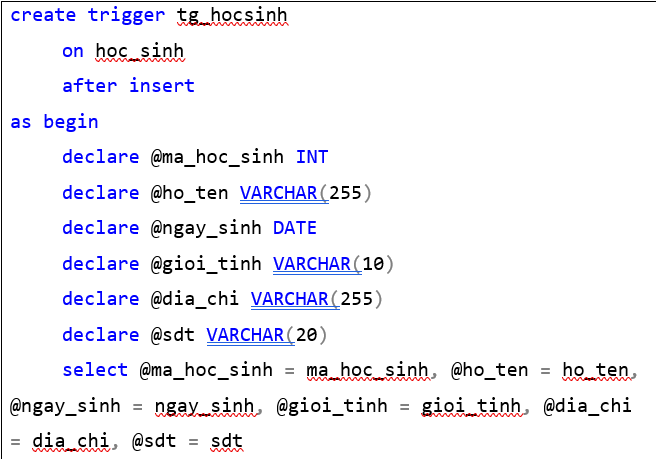 create trigger tg_hocsinh
on hoc_sinh
after insert
as begin
declare @ma_hoc_sinh INT
declare @ho_ten VARCHAR(255)
declare @ngay_sinh DATE
declare @gioi_tinh VARCHAR(10)
declare @dia_chi VARCHAR(255)
declare @sdt VARCHAR(20)
select @ma_hoc_sinh = ma_hoc_sinh, @ho_ten = ho_ten,
@ngay_sinh = ngay_sinh, @gioi_tinh = gioi_tinh, @dia_chi
= dia_chi, @sdt = sdt